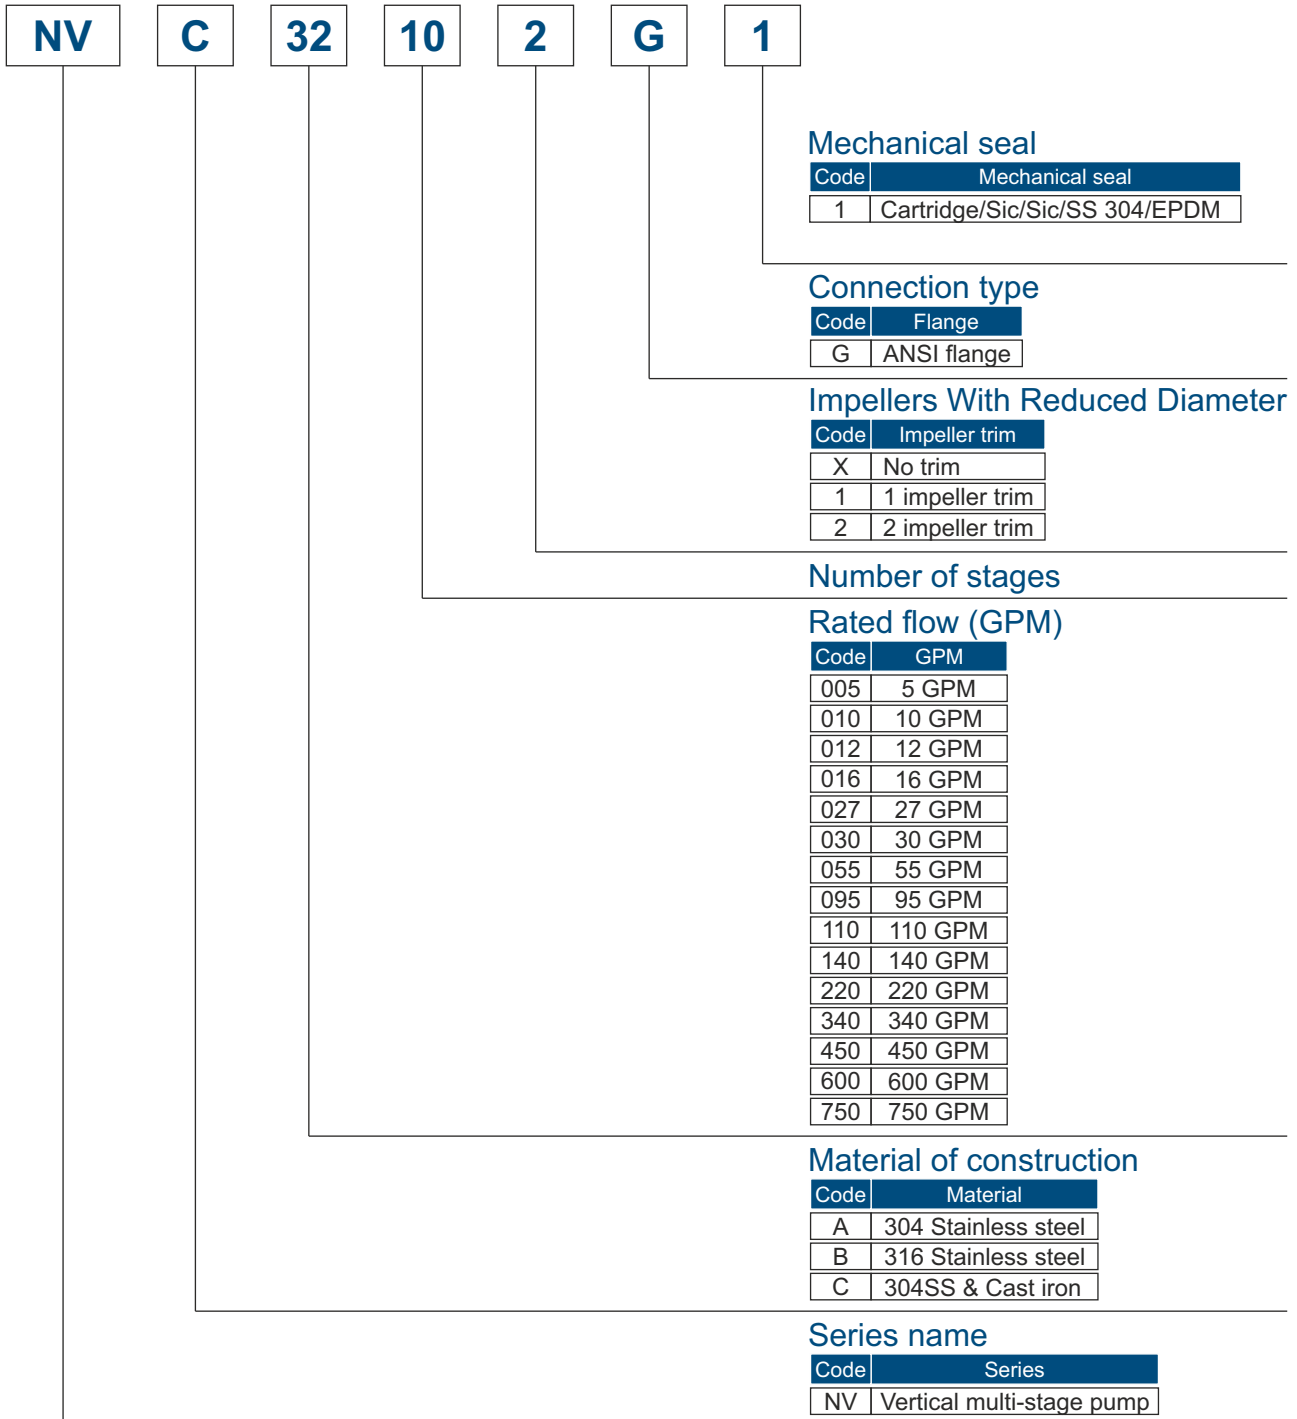 NV C 32 10 2 G 1
Mechanical seal
Code Mechanical seal
1 Cartridge/Sic/Sic/SS 304/EPDM
Connection type
Code Flange
G ANSI flange
Impellers With Reduced Diameter
Code Impeller trim
X No trim
1 1 impeller trim
2 2 impeller trim
Number of stages
Rated flow (GPM)
Code GPM
005 5 GPM
010 10 GPM
012 12 GPM
016 16 GPM
027 27 GPM
030 30 GPM
055 55 GPM
095 95 GPM
110 110 GPM
140 140 GPM
220 220 GPM
340 340 GPM
450 450 GPM
600 600 GPM
750 750 GPM
Material of construction
Code Material
A 304 Stainless steel
B 316 Stainless steel
C 304SS & Cast iron
Series name
Code Series
NV Vertical multi-stage pump